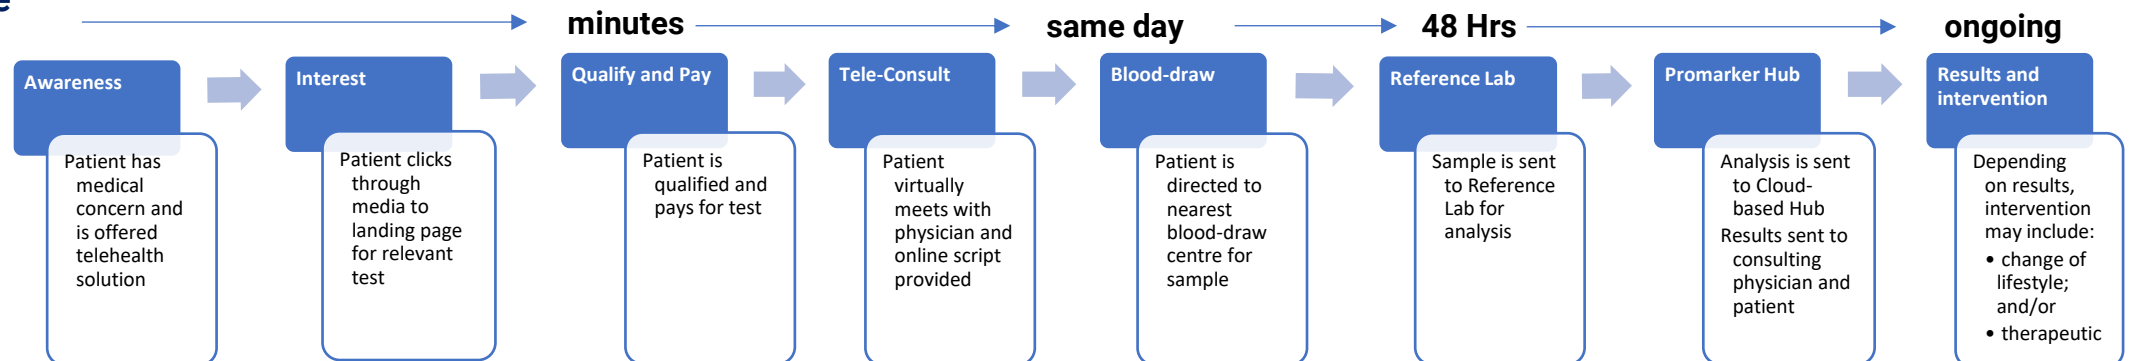 e
minutes
same day
48 Hrs
ongoing
Awareness
Patient has
medical
concern and
is offered
telehealth
solution
Interest
Patient clicks
through
media to
landing page
for relevant
test
Qualify and Pay
Patient is
qualified and
pays for test
Tele-Consult
Patient
virtually
meets with
physician and
online script
provided
Blood-draw
Patient is
directed to
nearest
blood-draw
centre for
sample
Reference Lab
Sample is sent
to Reference
Lab for
analysis
Promarker Hub
Analysis is sent
to Cloud-
based Hub
Results sent to
consulting
physician and
patient
Results and
intervention
Depending
on results,
intervention
may include:
• change of
lifestyle;
and/or
• therapeutic